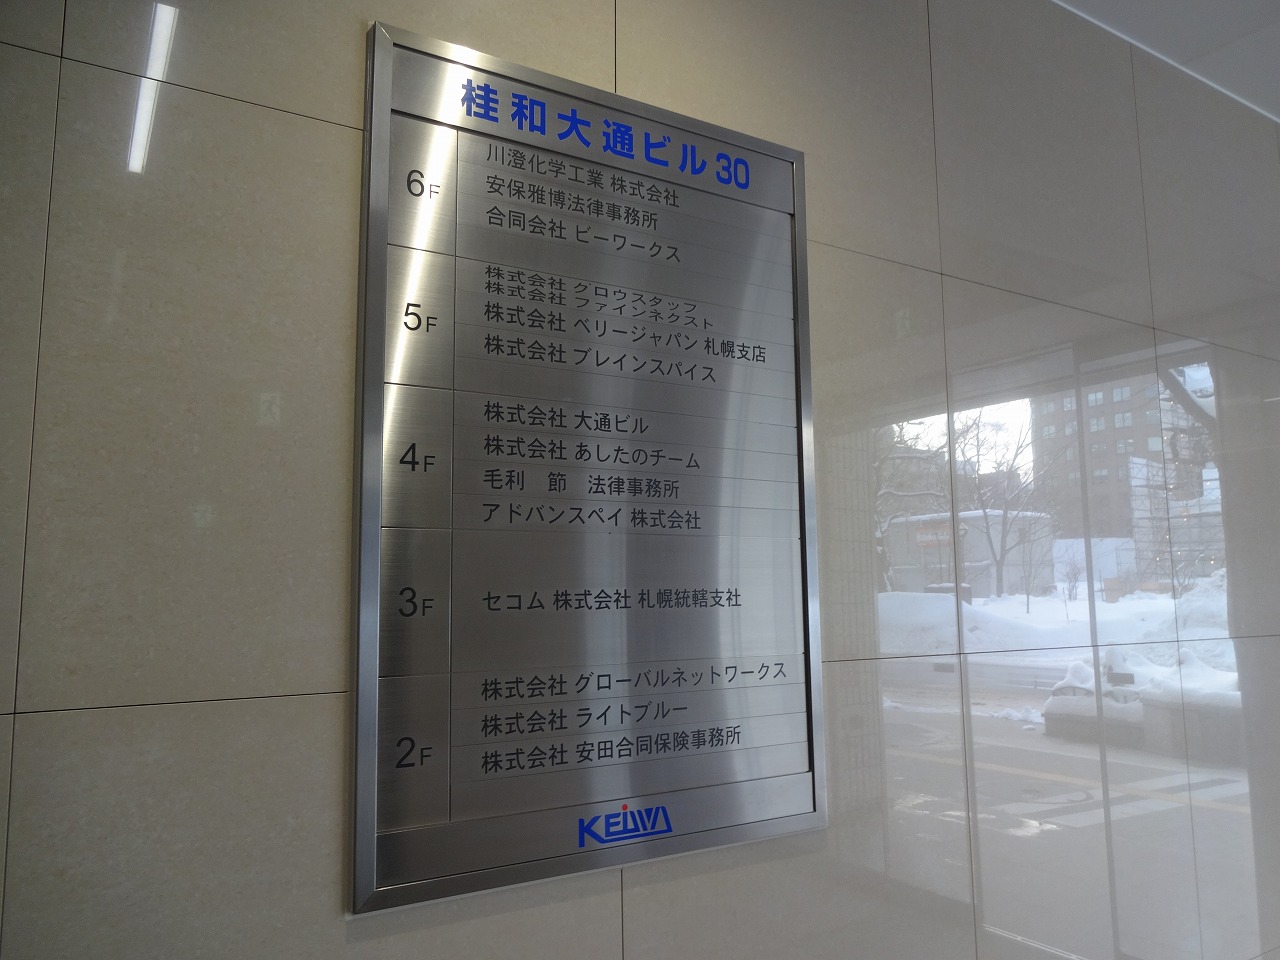 桂和大通ビル30
6F
川澄化学工業 株式会社
安保雅博法律事務所
合同会社 ビーワークス
5F
株式会社 グロウスタッフ
株式会社 ファインネクスト
株式会社 ベリージャパン 札幌支店
株式会社 ブレインスパイス
4F
株式会社 大通ビル
株式会社 あしたのチーム
毛利 節 法律事務所
アドバンスペイ 株式会社
3F
セコム 株式会社 札幌統轄支社
2F
株式会社 グローバルネットワークス
株式会社 ライトブルー
株式会社 安田合同保険事務所
KEIWA